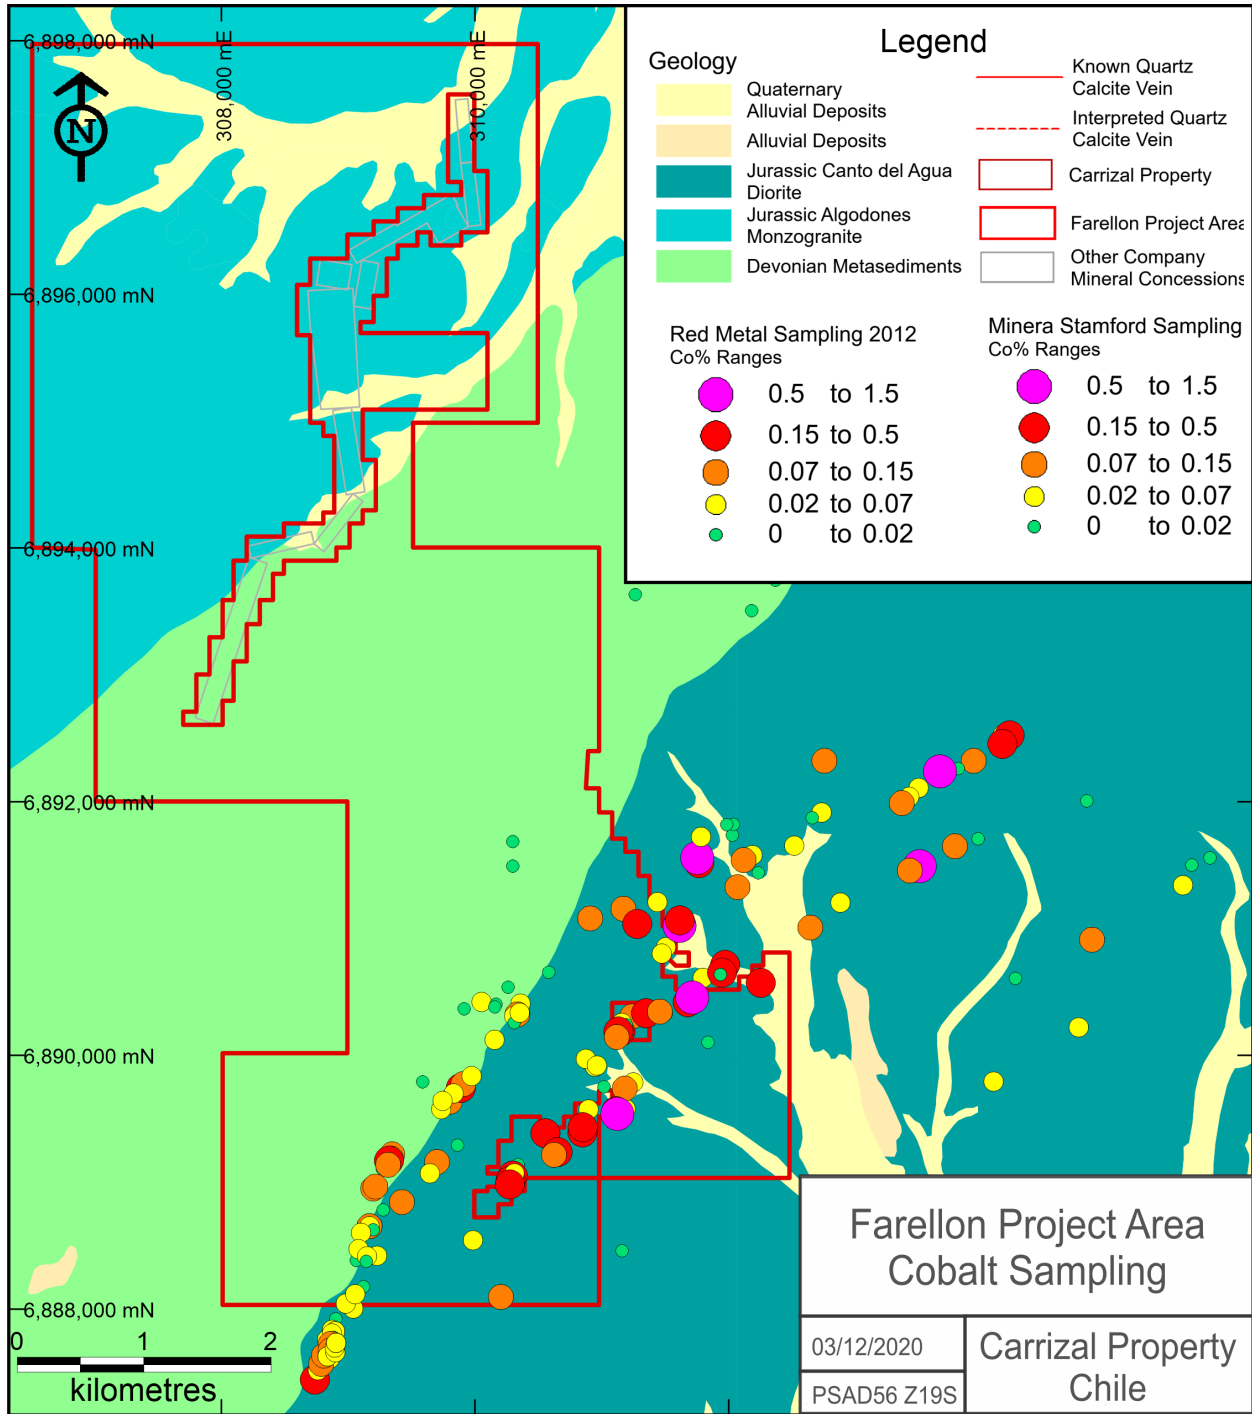 6,898,000 mN
308,000 mE
310,000 mE
N
6,896,000 mN
6,894,000 mN
6,892,000 mN
6,890,000 mN
6,888,000 mN
Legend
Geology
Quaternary
Alluvial Deposits
Alluvial Deposits
Jurassic Canto del Agua
Diorite
Jurassic Algodones
Monzogranite
Devonian Metasediments
Known Quartz
Calcite Vein
Interpreted Quartz
Calcite Vein
Carrizal Property
Farellon Project Area
Other Company
Mineral Concessions
Red Metal Sampling 2012
Co% Ranges
0.5 to 1.5
0.15 to 0.5
0.07 to 0.15
0.02 to 0.07
0 to 0.02
Minera Stamford Sampling
Co% Ranges
0.5 to 1.5
0.15 to 0.5
0.07 to 0.15
0.02 to 0.07
0 to 0.02
0 1 2
kilometres
Farellon Project Area
Cobalt Sampling
03/12/2020
PSAD56 Z19S
Carrizal Property
Chile